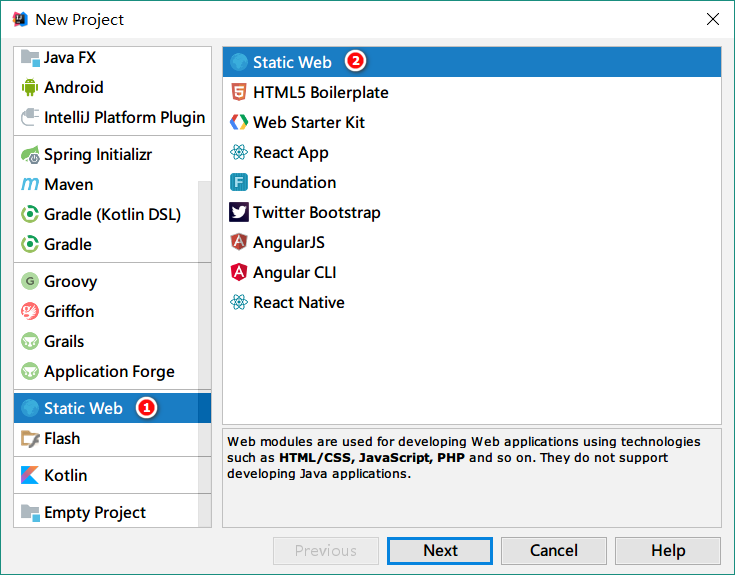 New Project
Java FX
Android
IntelliJ Platform Plugin
Spring Initializr
Maven
Gradle (Kotlin DSL)
Gradle
G Groovy
Griffon
Grails
Application Forge
Static Web 1
Flash
Kotlin
Empty Project
Static Web 2
5 HTML5 Boilerplate
Web Starter Kit
React App
F Foundation
Twitter Bootstrap
A AngularJS
A Angular CLI
React Native
Web modules are used for developing Web applications using technologies
such as HTML/CSS, JavaScript, PHP and so on. They do not support
developing Java applications.
Previous
Next
Cancel
Help